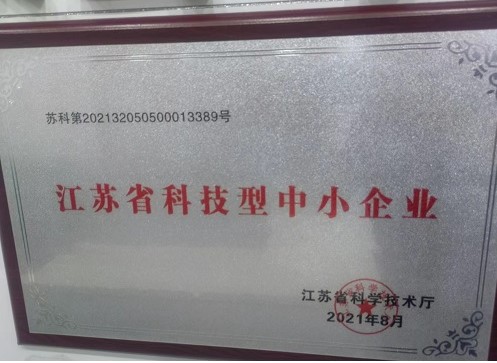 苏科第202132050500013389号
江苏省科技型中小企业
江苏省科学技术厅
2021年8月